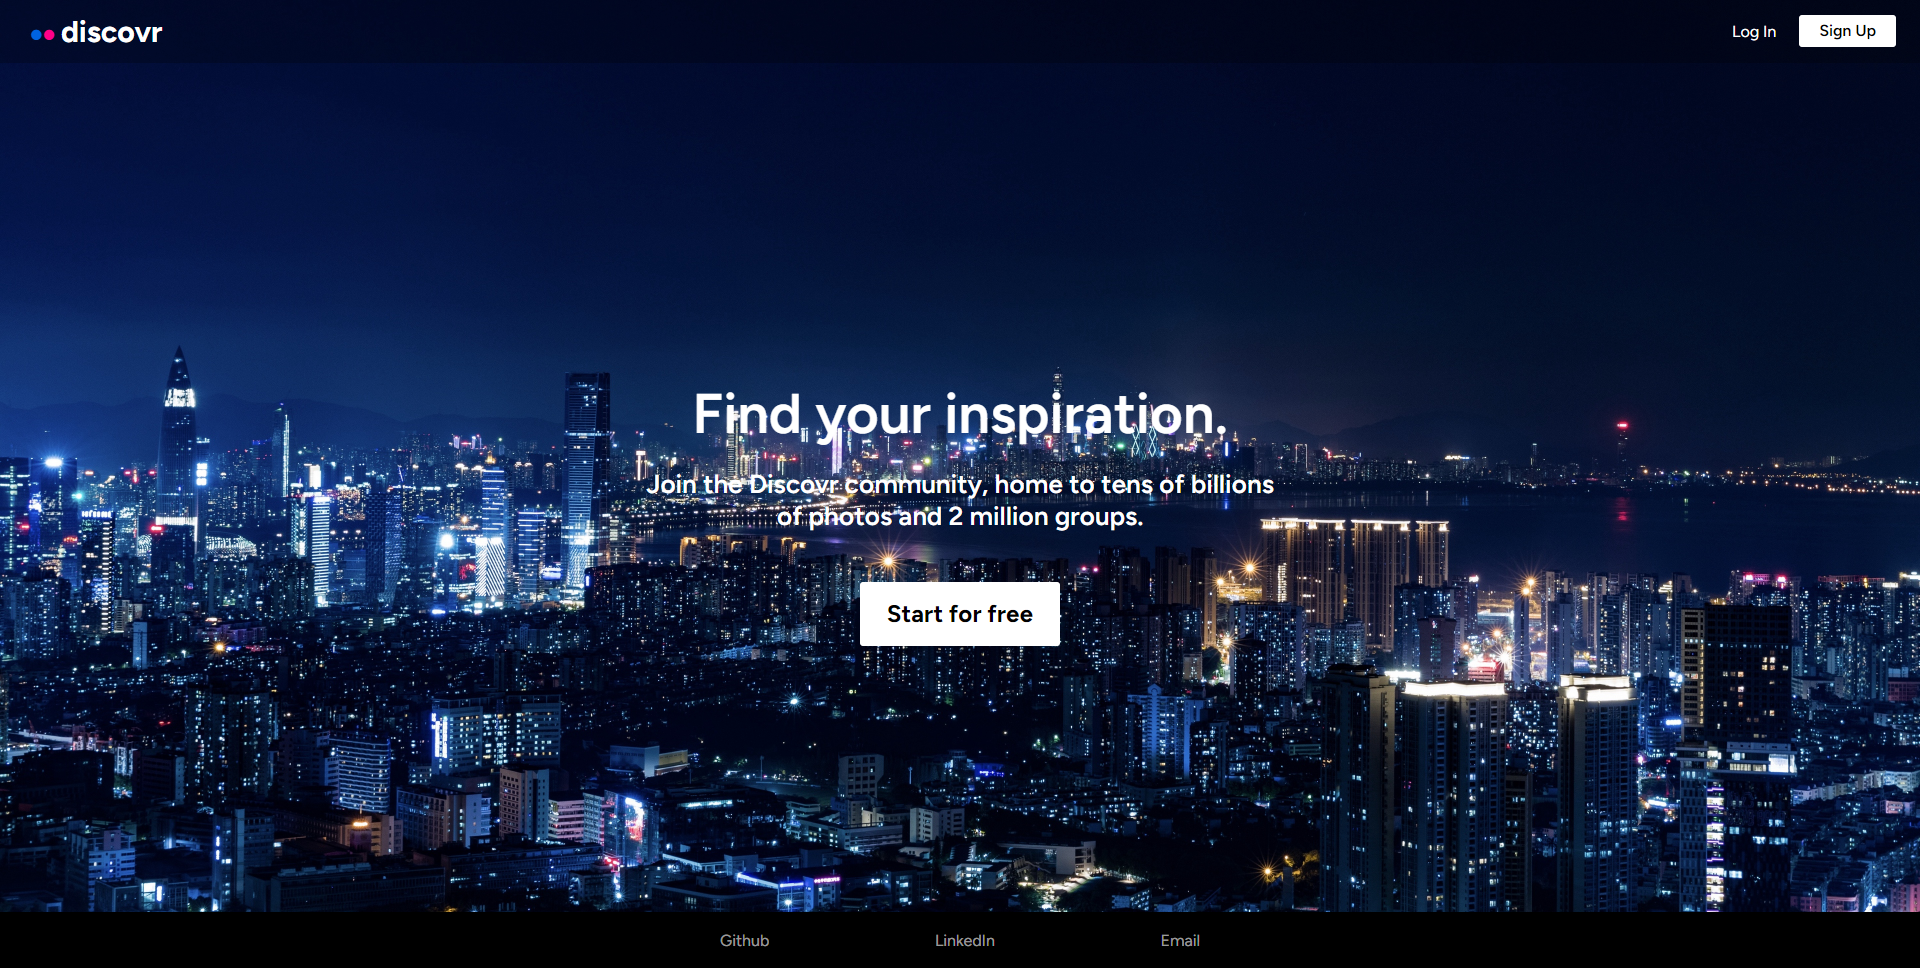 discovr
Log In
Sign Up
Find your inspiration.
Join the Discovr community, home to tens of billions
of photos and 2 million groups.
Start for free
Github
LinkedIn
Email